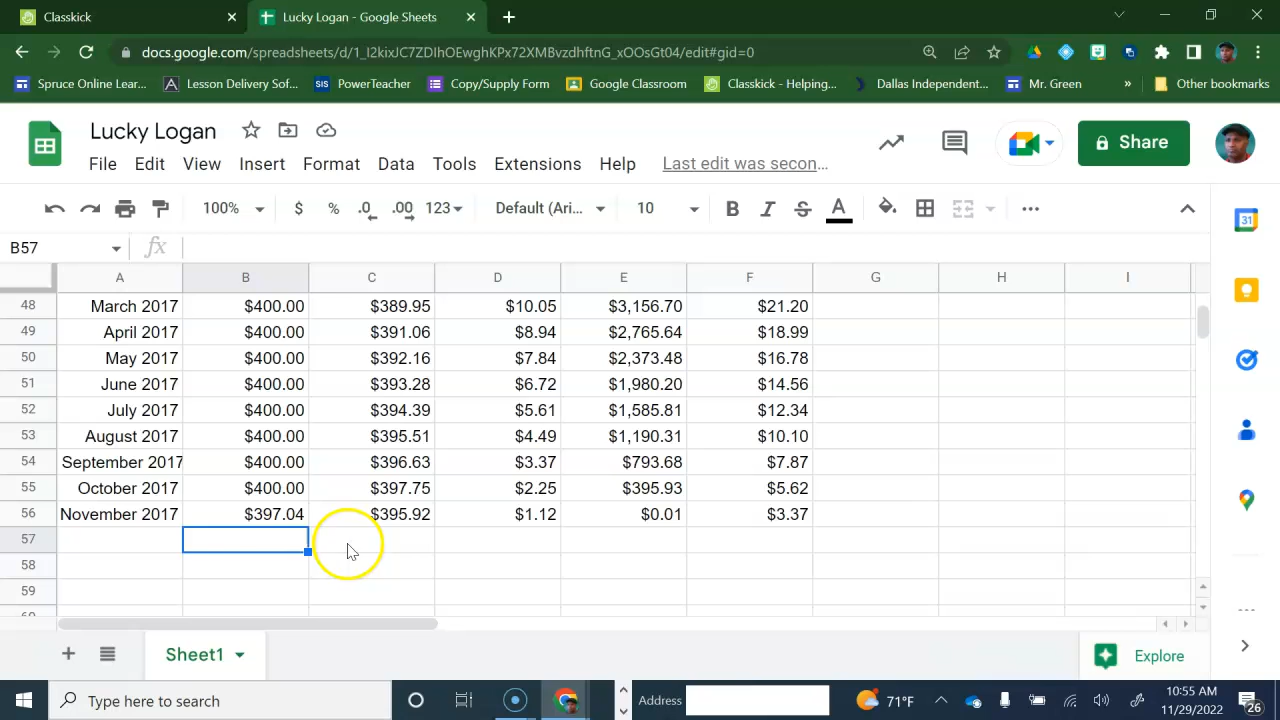 Classkick
Lucky Logan - Google Sheets
docs.google.com/spreadsheets/d/1_I2kixJC7ZDIhOEwghKPx72XMBvzdhftnG_xOOsGt04/edit#gid=0
Spruce Online Lear... Lesson Delivery Sof... SIS PowerTeacher Copy/Supply Form Google Classroom Classkick - Helping... Dallas Independent... Mr. Green » Other bookmarks
Lucky Logan
Share
File Edit View Insert Format Data Tools Extensions Help Last edit was secon...
100% $ % .0 .00 123 Default (Ari... 10 B I S A
31
B57 fx
A B C D E F G H I
48 March 2017 $400.00 $389.95 $10.05 $3,156.70 $21.20
49 April 2017 $400.00 $391.06 $8.94 $2,765.64 $18.99
50 May 2017 $400.00 $392.16 $7.84 $2,373.48 $16.78
51 June 2017 $400.00 $393.28 $6.72 $1,980.20 $14.56
52 July 2017 $400.00 $394.39 $5.61 $1,585.81 $12.34
53 August 2017 $400.00 $395.51 $4.49 $1,190.31 $10.10
54 September 2017 $400.00 $396.63 $3.37 $793.68 $7.87
55 October 2017 $400.00 $397.75 $2.25 $395.93 $5.62
56 November 2017 $397.04 $395.92 $1.12 $0.01 $3.37
57
58
59
Sheet1
Explore
Type here to search
Address
71°F
10:55 AM
11/29/2022
26